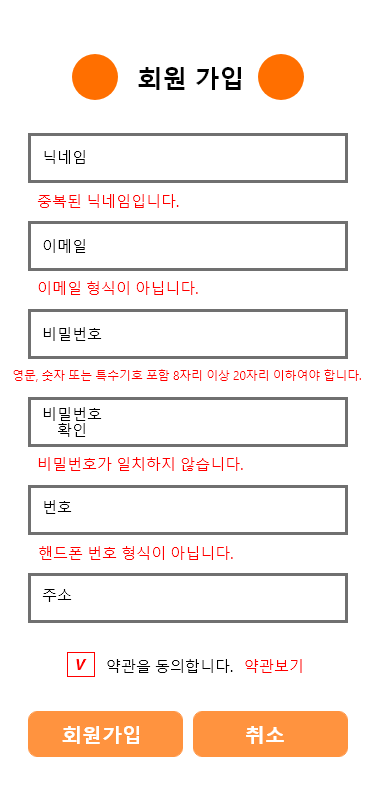 회원 가입
닉네임
중복된 닉네임입니다.
이메일
이메일 형식이 아닙니다.
비밀번호
영문, 숫자 또는 특수기호 포함 8자리 이상 20자리 이하여야 합니다.
비밀번호
확인
비밀번호가 일치하지 않습니다.
번호
핸드폰 번호 형식이 아닙니다.
주소
V 약관을 동의합니다. 약관보기
회원가입 취소